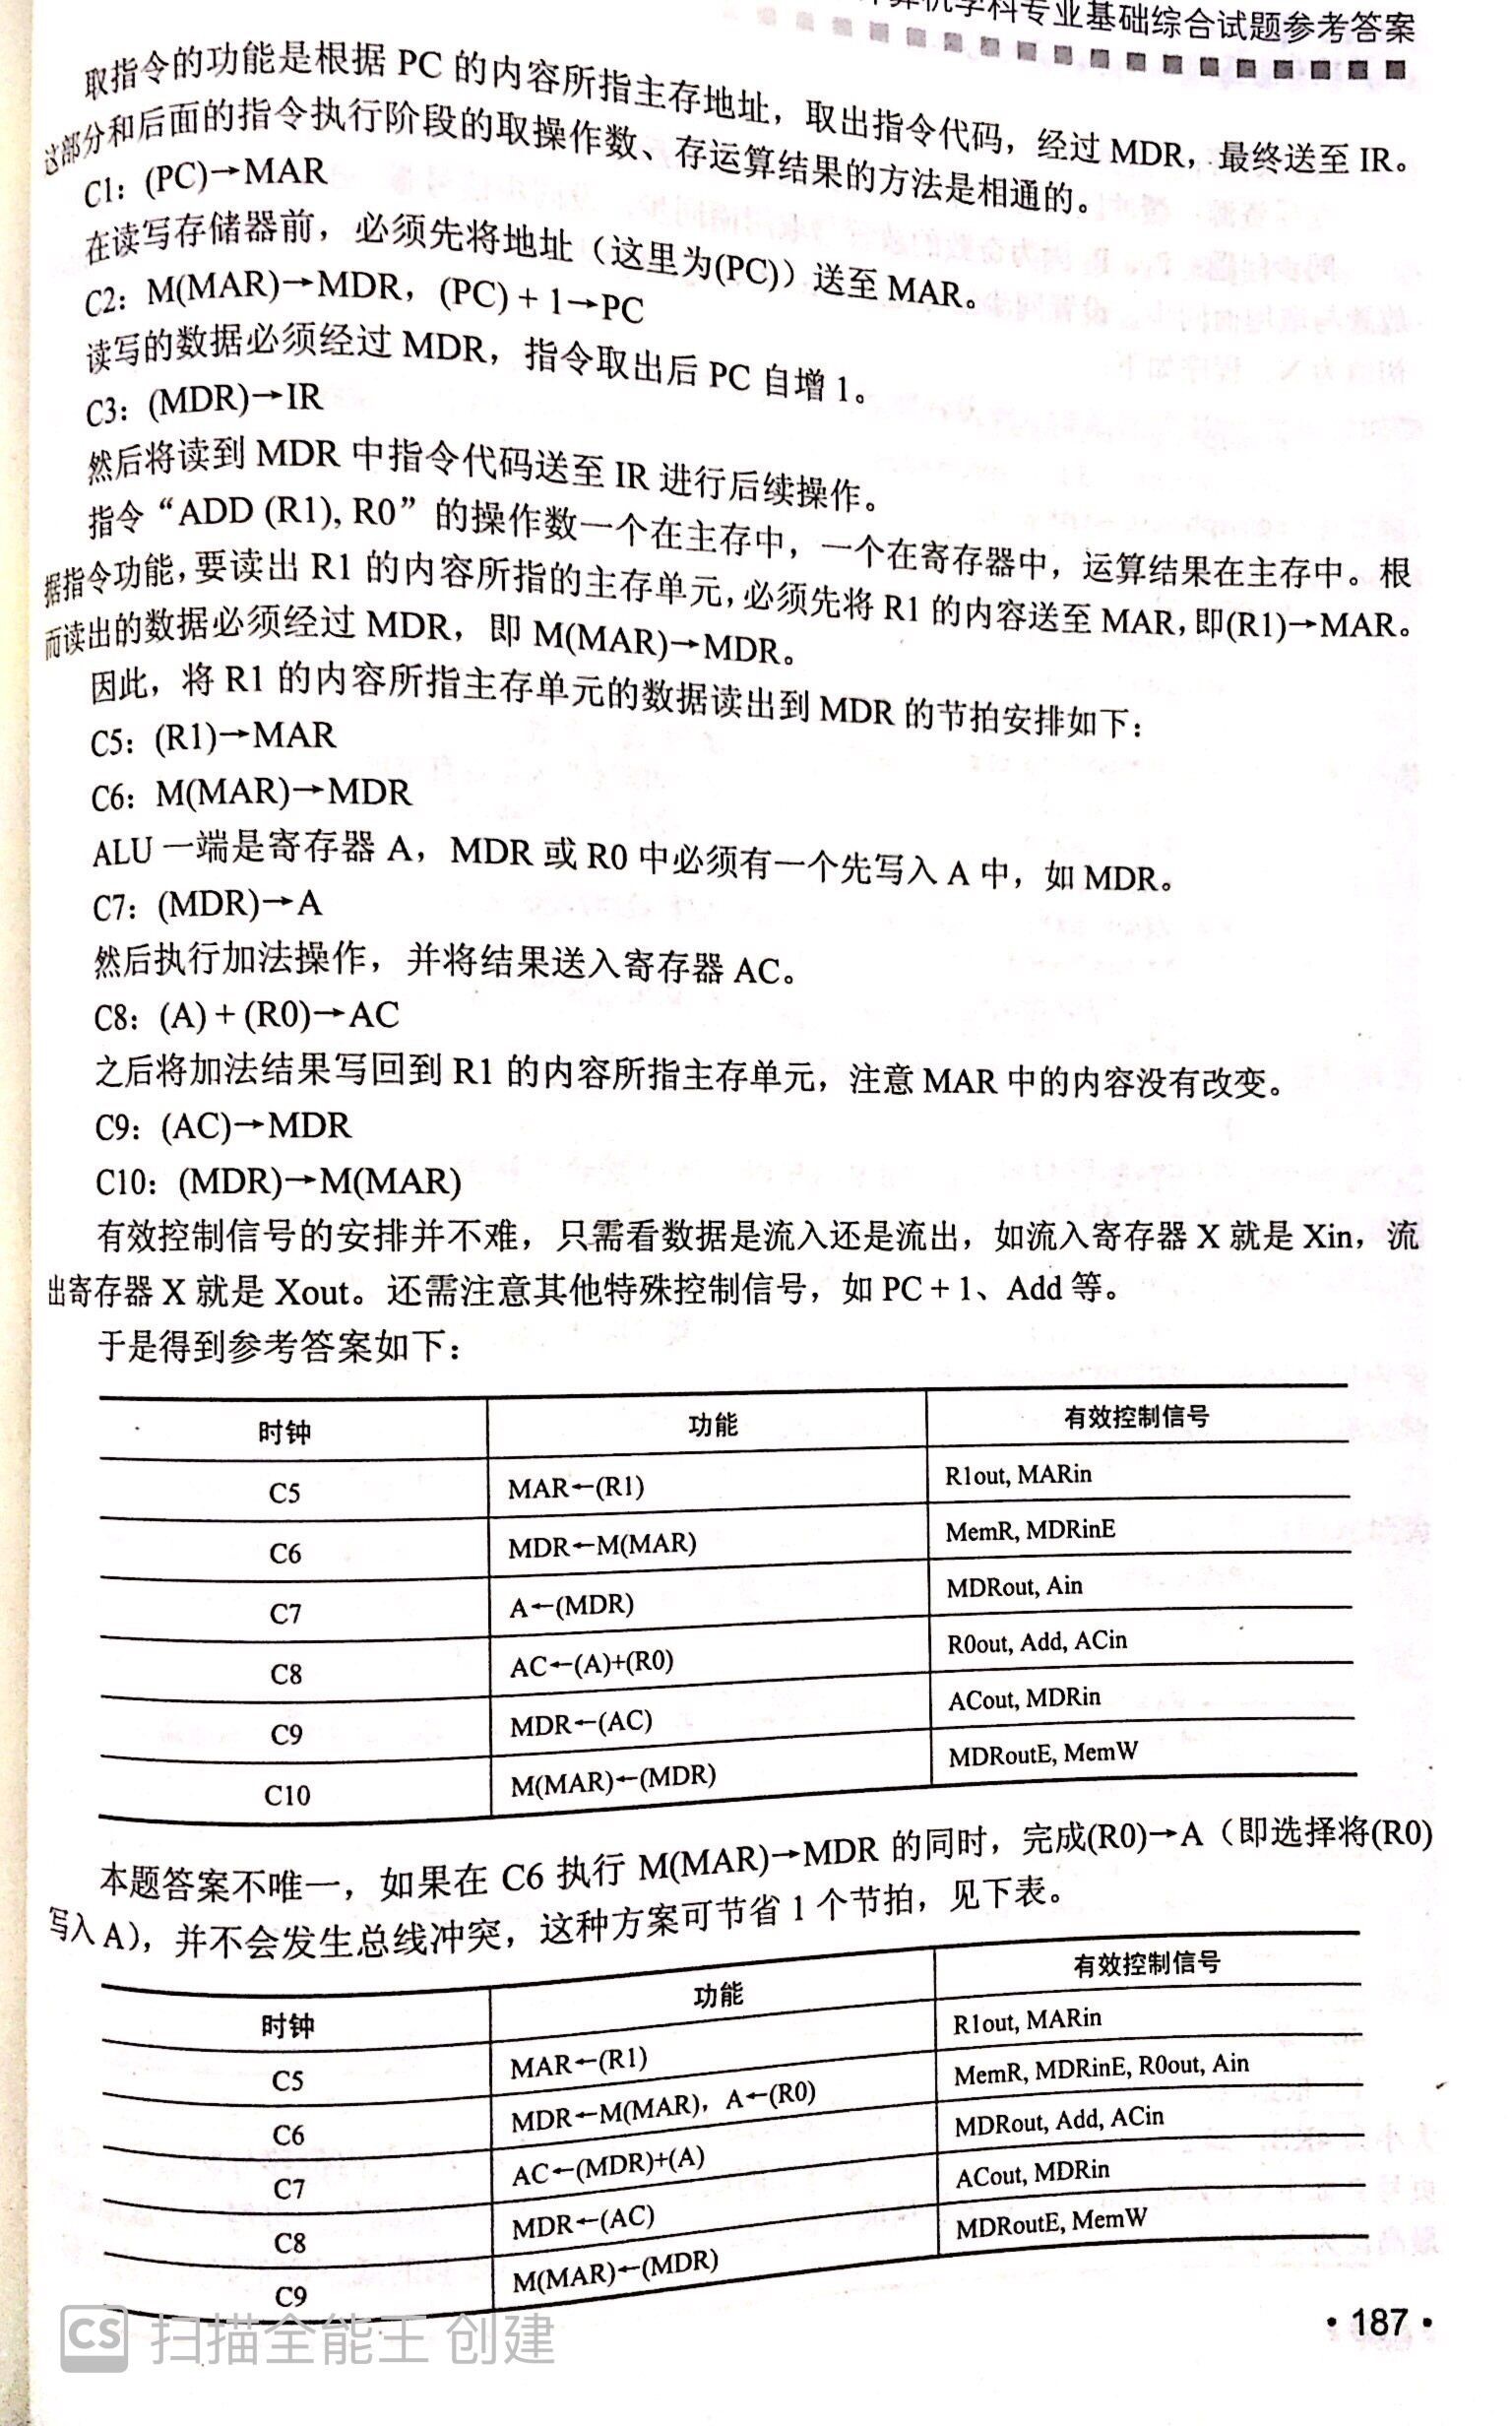 算机学科专业基础综合试题参考答案
取指令的功能是根据 PC 的内容所指主存地址，取出指令代码，经过 MDR，最终送至 IR。
这部分和后面的指令执行阶段的取操作数、存运算结果的方法是相通的。
C1：(PC)→MAR
在读写存储器前，必须先将地址（这里为(PC)）送至 MAR。
C2：M(MAR)→MDR，(PC) + 1→PC
读写的数据必须经过 MDR，指令取出后 PC 自增 1。
C3：(MDR)→IR
然后将读到 MDR 中指令代码送至 IR 进行后续操作。
指令“ADD (R1), R0”的操作数一个在主存中，一个在寄存器中，运算结果在主存中。根
据指令功能，要读出 R1 的内容所指的主存单元，必须先将 R1 的内容送至 MAR，即(R1)→MAR。
而读出的数据必须经过 MDR，即 M(MAR)→MDR。
因此，将 R1 的内容所指主存单元的数据读出到 MDR 的节拍安排如下：
C5：(R1)→MAR
C6：M(MAR)→MDR
ALU 一端是寄存器 A，MDR 或 R0 中必须有一个先写入 A 中，如 MDR。
C7：(MDR)→A
然后执行加法操作，并将结果送入寄存器 AC。
C8：(A) + (R0)→AC
之后将加法结果写回到 R1 的内容所指主存单元，注意 MAR 中的内容没有改变。
C9：(AC)→MDR
C10：(MDR)→M(MAR)
有效控制信号的安排并不难，只需看数据是流入还是流出，如流入寄存器 X 就是 Xin，流
出寄存器 X 就是 Xout。还需注意其他特殊控制信号，如 PC + 1、Add 等。
于是得到参考答案如下：
时钟 功能 有效控制信号
C5 MAR←(R1) R1out, MARin
C6 MDR←M(MAR) MemR, MDRinE
C7 A←(MDR) MDRout, Ain
C8 AC←(A)+(R0) R0out, Add, ACin
C9 MDR←(AC) ACout, MDRin
C10 M(MAR)←(MDR) MDRoutE, MemW
本题答案不唯一，如果在 C6 执行 M(MAR)→MDR 的同时，完成(R0)→A（即选择将(R0)
写入 A），并不会发生总线冲突，这种方案可节省 1 个节拍，见下表。
时钟 功能 有效控制信号
C5 MAR←(R1) R1out, MARin
C6 MDR←M(MAR)，A←(R0) MemR, MDRinE, R0out, Ain
C7 AC←(MDR)+(A) MDRout, Add, ACin
C8 MDR←(AC) ACout, MDRin
C9 M(MAR)←(MDR) MDRoutE, MemW
• 187 •
CS 扫描全能王 创建